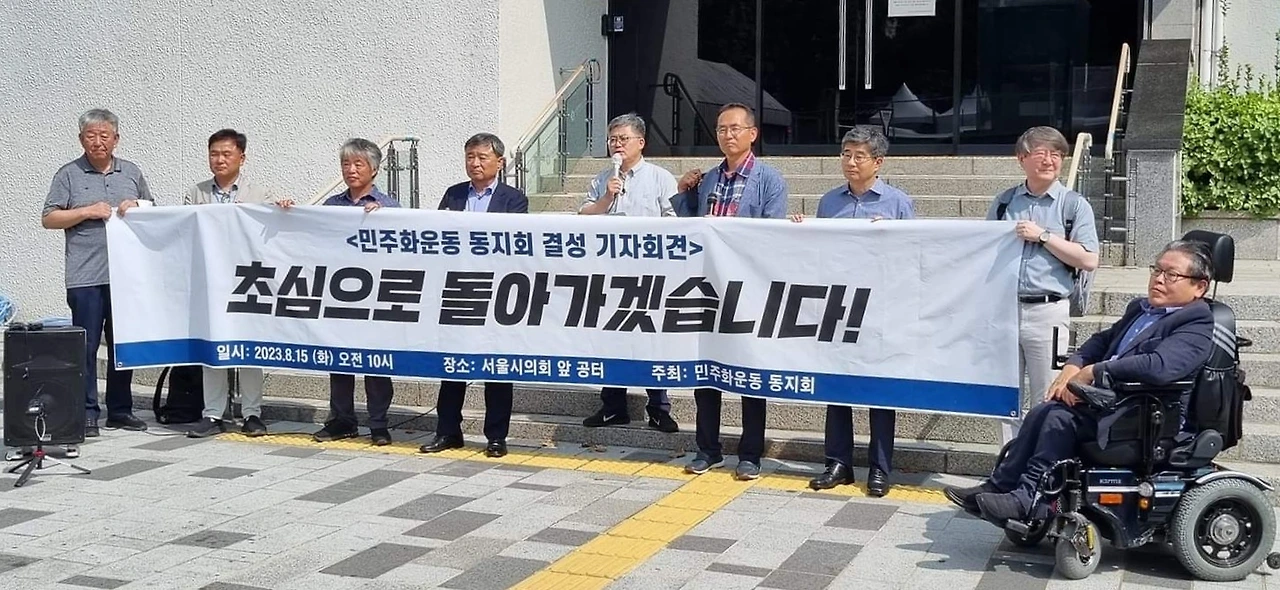 <민주화운동 동지회 결성 기자회견>
초심으로 돌아가겠습니다!
일시: 2023.8.15 (화) 오전 10시 장소: 서울시의회 앞 공터 주최: 민주화운동 동지회
karma